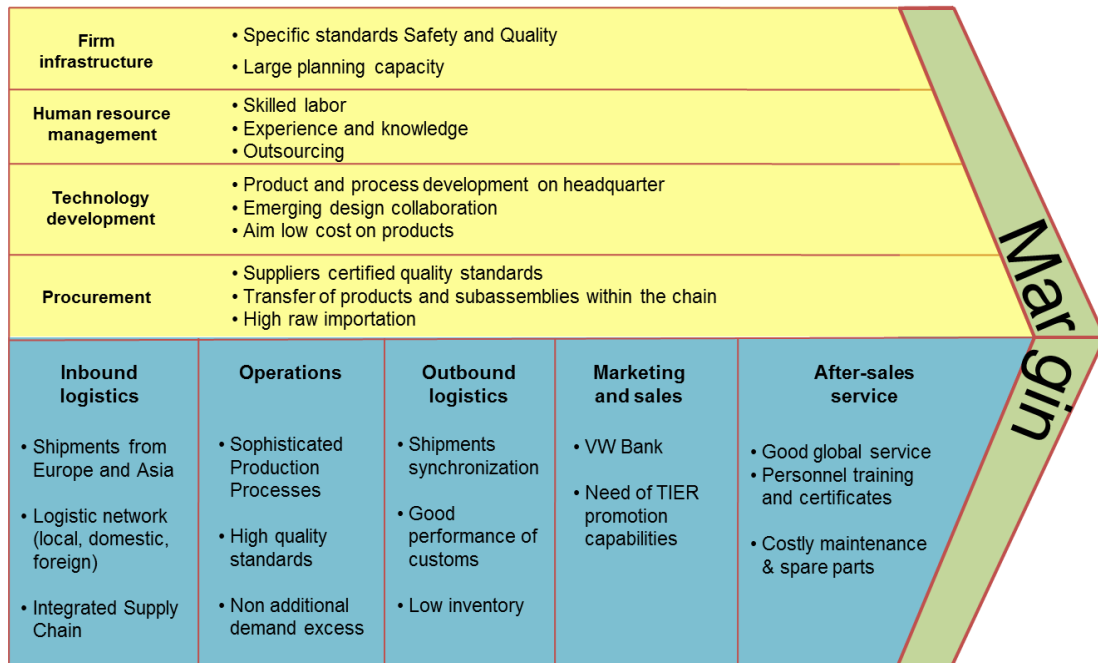 Firm
infrastructure
• Specific standards Safety and Quality
• Large planning capacity
Human resource
management
• Skilled labor
• Experience and knowledge
• Outsourcing
Technology
development
• Product and process development on headquarter
• Emerging design collaboration
• Aim low cost on products
Procurement
• Suppliers certified quality standards
• Transfer of products and subassemblies within the chain
• High raw importation
Inbound
logistics
• Shipments from
Europe and Asia
• Logistic network
(local, domestic,
foreign)
• Integrated Supply
Chain
Operations
• Sophisticated
Production
Processes
• High quality
standards
• Non additional
demand excess
Outbound
logistics
• Shipments
synchronization
• Good
performance of
customs
• Low inventory
Marketing
and sales
• VW Bank
• Need of TIER
promotion
capabilities
After-sales
service
• Good global service
• Personnel training
and certificates
• Costly maintenance
& spare parts
Margin